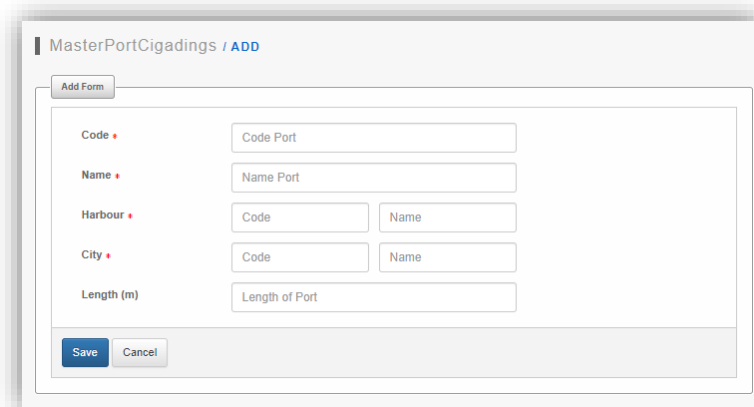 MasterPortCigadings / ADD
Add Form
Code * Code Port
Name * Name Port
Harbour * Code Name
City * Code Name
Length (m) Length of Port
Save Cancel